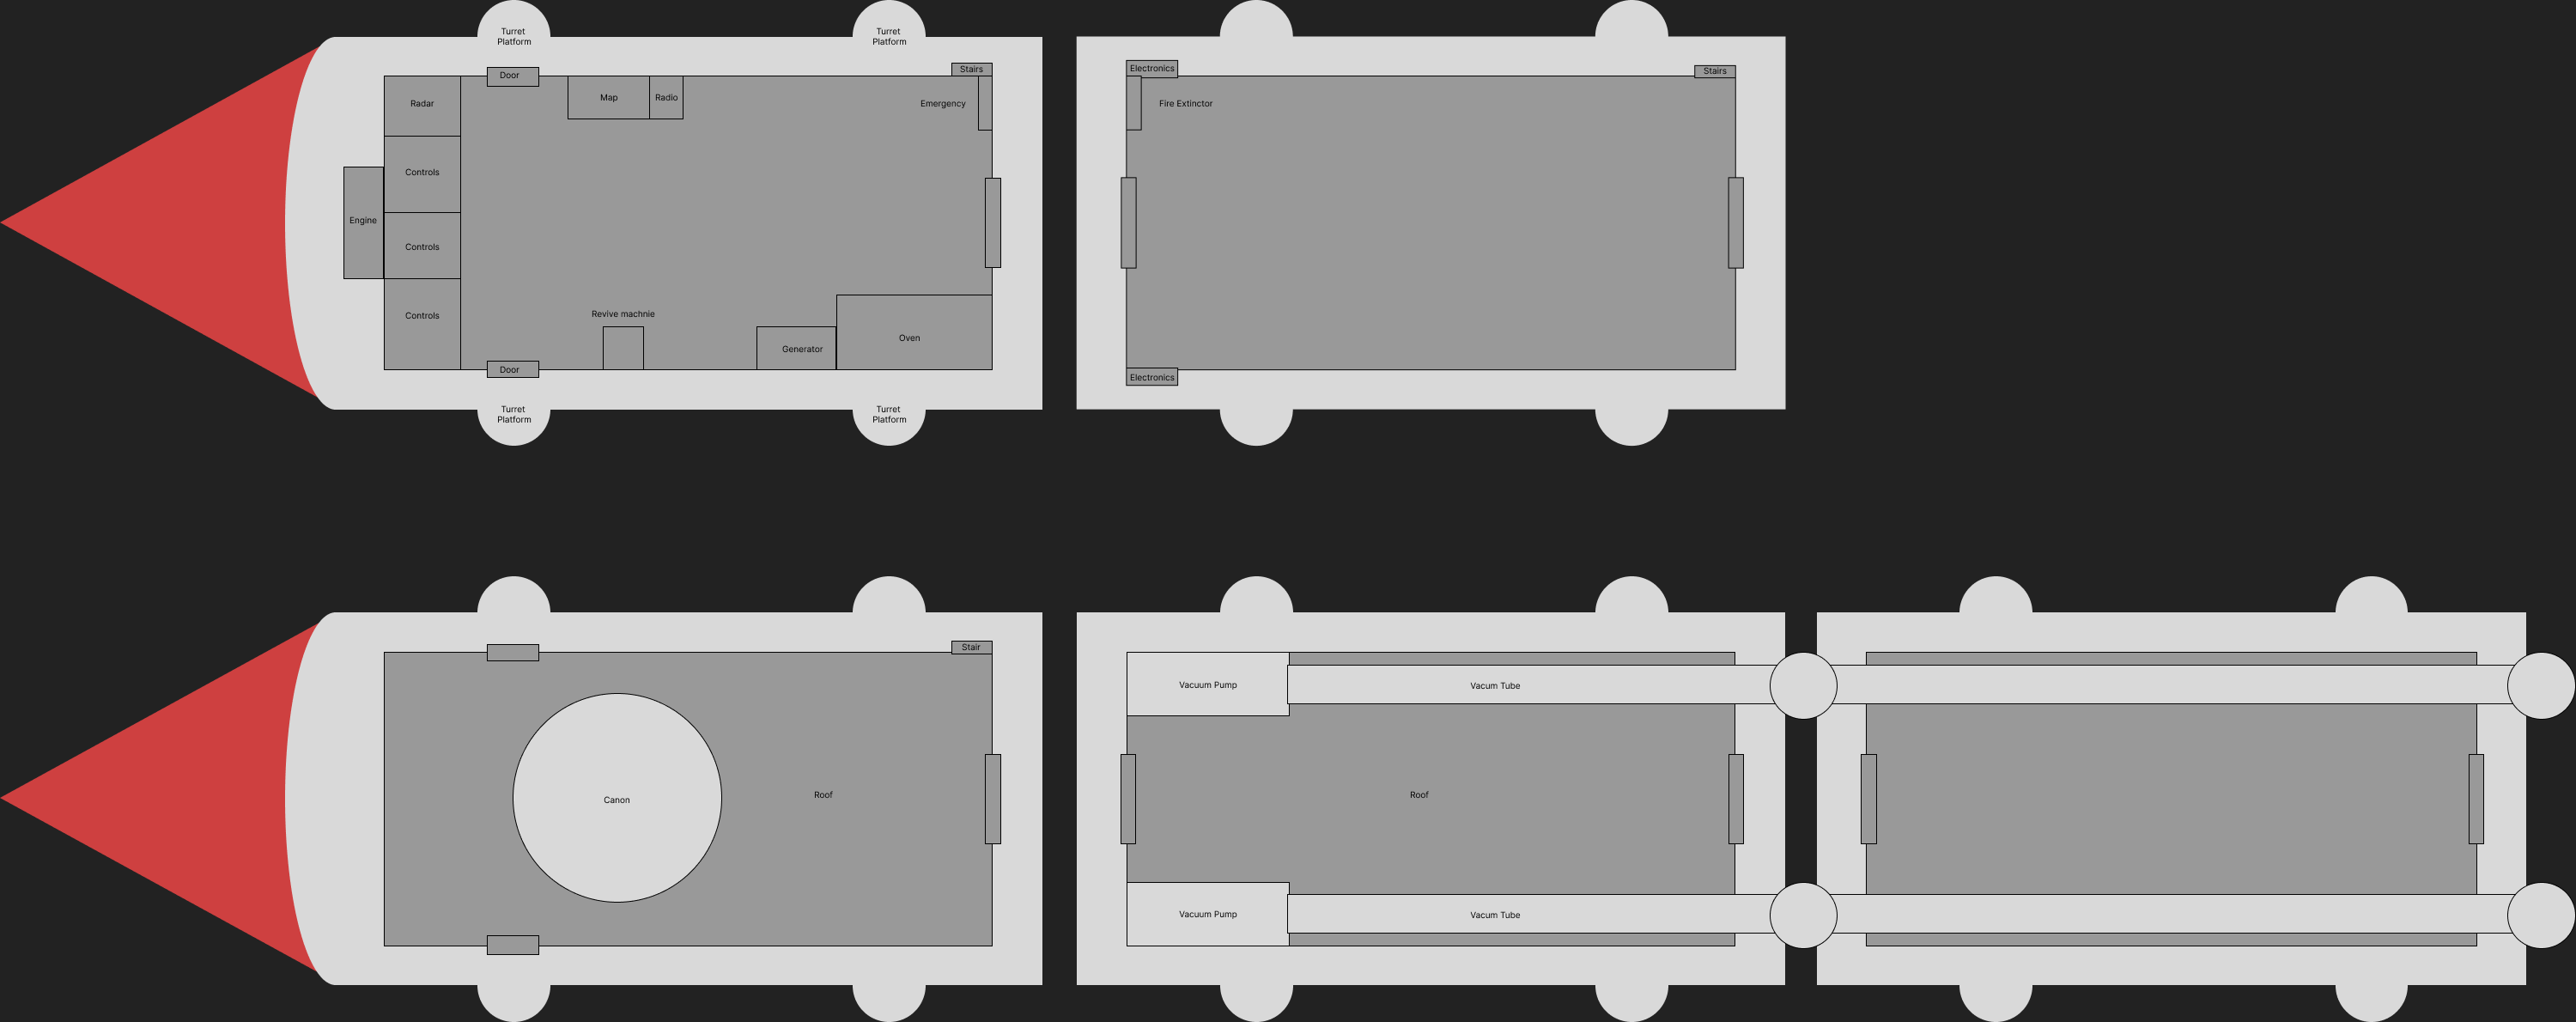 Turret
Platform
Turret
Platform
Door
Stairs
Electronics
Stairs
Radar
Map
Radio
Emergency
Fire Extinctor
Controls
Engine
Controls
Controls
Revive machnie
Generator
Oven
Door
Electronics
Turret
Platform
Turret
Platform
Stair
Vacuum Pump
Vacum Tube
Canon
Roof
Roof
Vacuum Pump
Vacum Tube